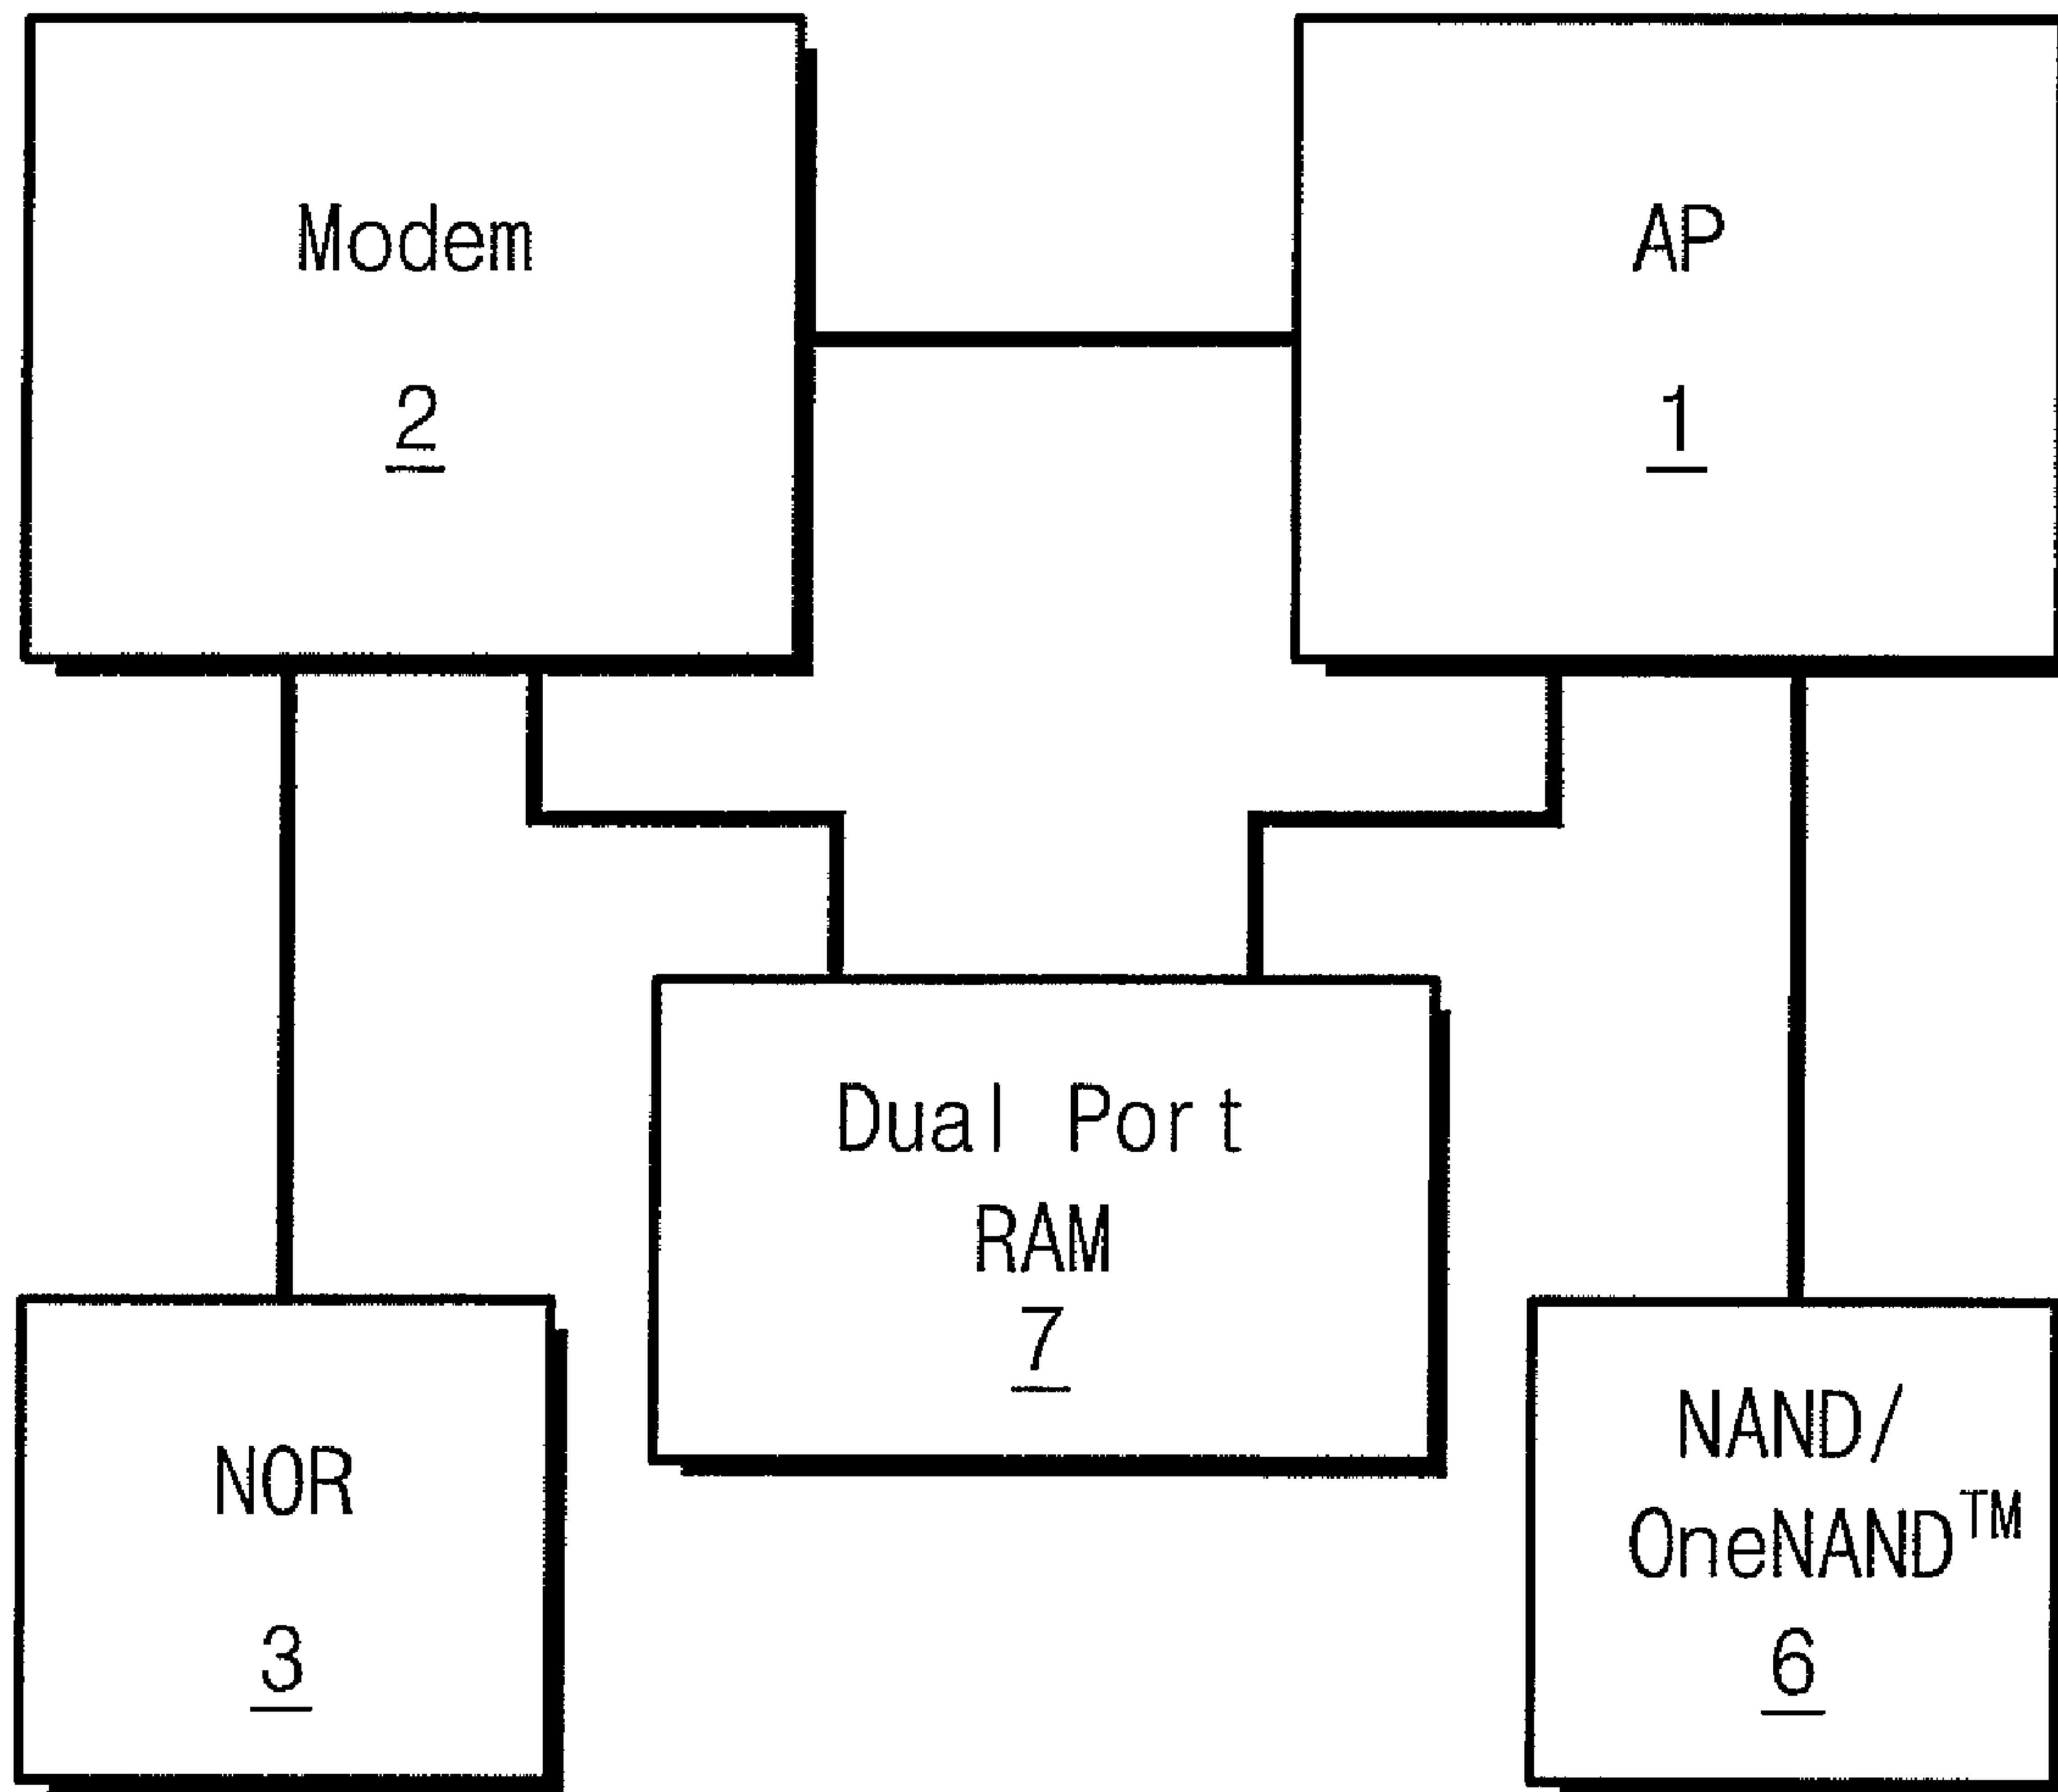 Modem
2
AP
1
Dual Port
RAM
7
NOR
3
NAND/
OneNAND™
6